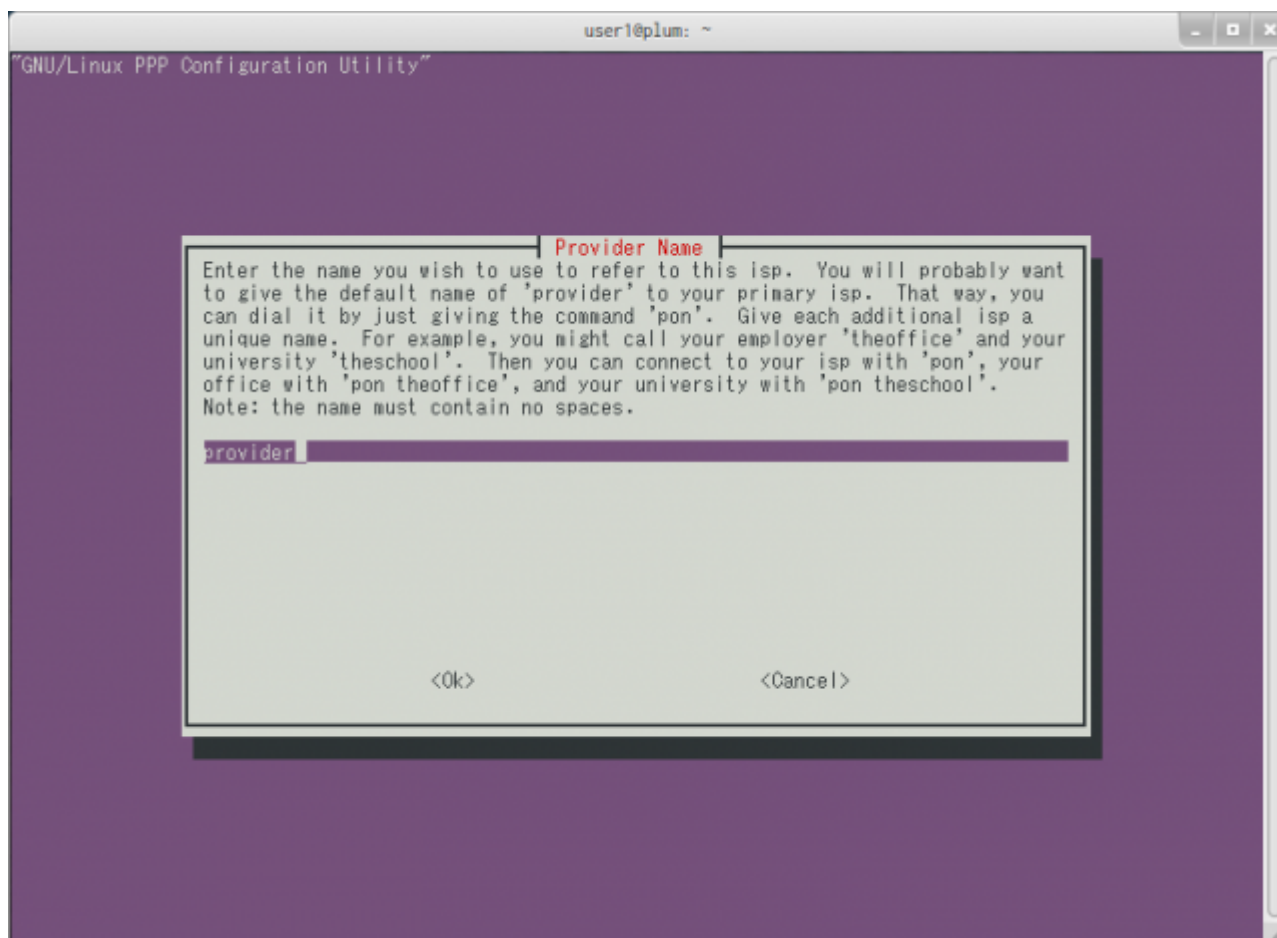 user1@plum: ~
"GNU/Linux PPP Configuration Utility"
Provider Name
Enter the name you wish to use to refer to this isp.  You will probably want
to give the default name of 'provider' to your primary isp.  That way, you
can dial it by just giving the command 'pon'.  Give each additional isp a
unique name.  For example, you might call your employer 'theoffice' and your
university 'theschool'.  Then you can connect to your isp with 'pon', your
office with 'pon theoffice', and your university with 'pon theschool'.
Note: the name must contain no spaces.
provider
<Ok> <Cancel>